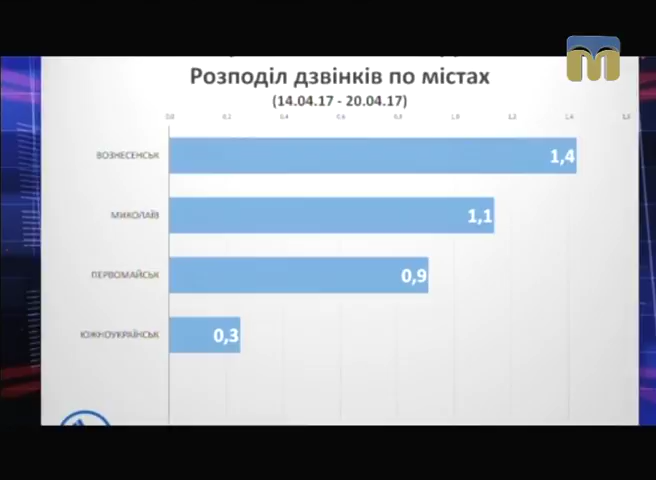 Розподіл дзвінків по містах
(14.04.17 - 20.04.17)
0,0 0,2 0,4 0,6 0,8 1,0 1,2 1,4 1,6
ВОЗНЕСЕНСЬК 1,4
МИКОЛАЇВ 1,1
ПЕРВОМАЙСЬК 0,9
ЮЖНОУКРАЇНСЬК 0,3